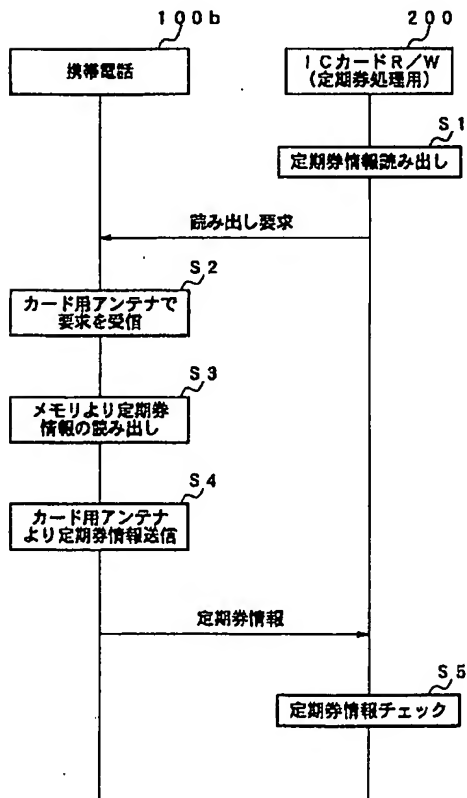 100b
200
携帯電話
ICカードR/W
(定期券処理用)
S1
定期券情報読み出し
読み出し要求
S2
カード用アンテナで
要求を受信
S3
メモリより定期券
情報の読み出し
S4
カード用アンテナ
より定期券情報送信
定期券情報
S5
定期券情報チェック